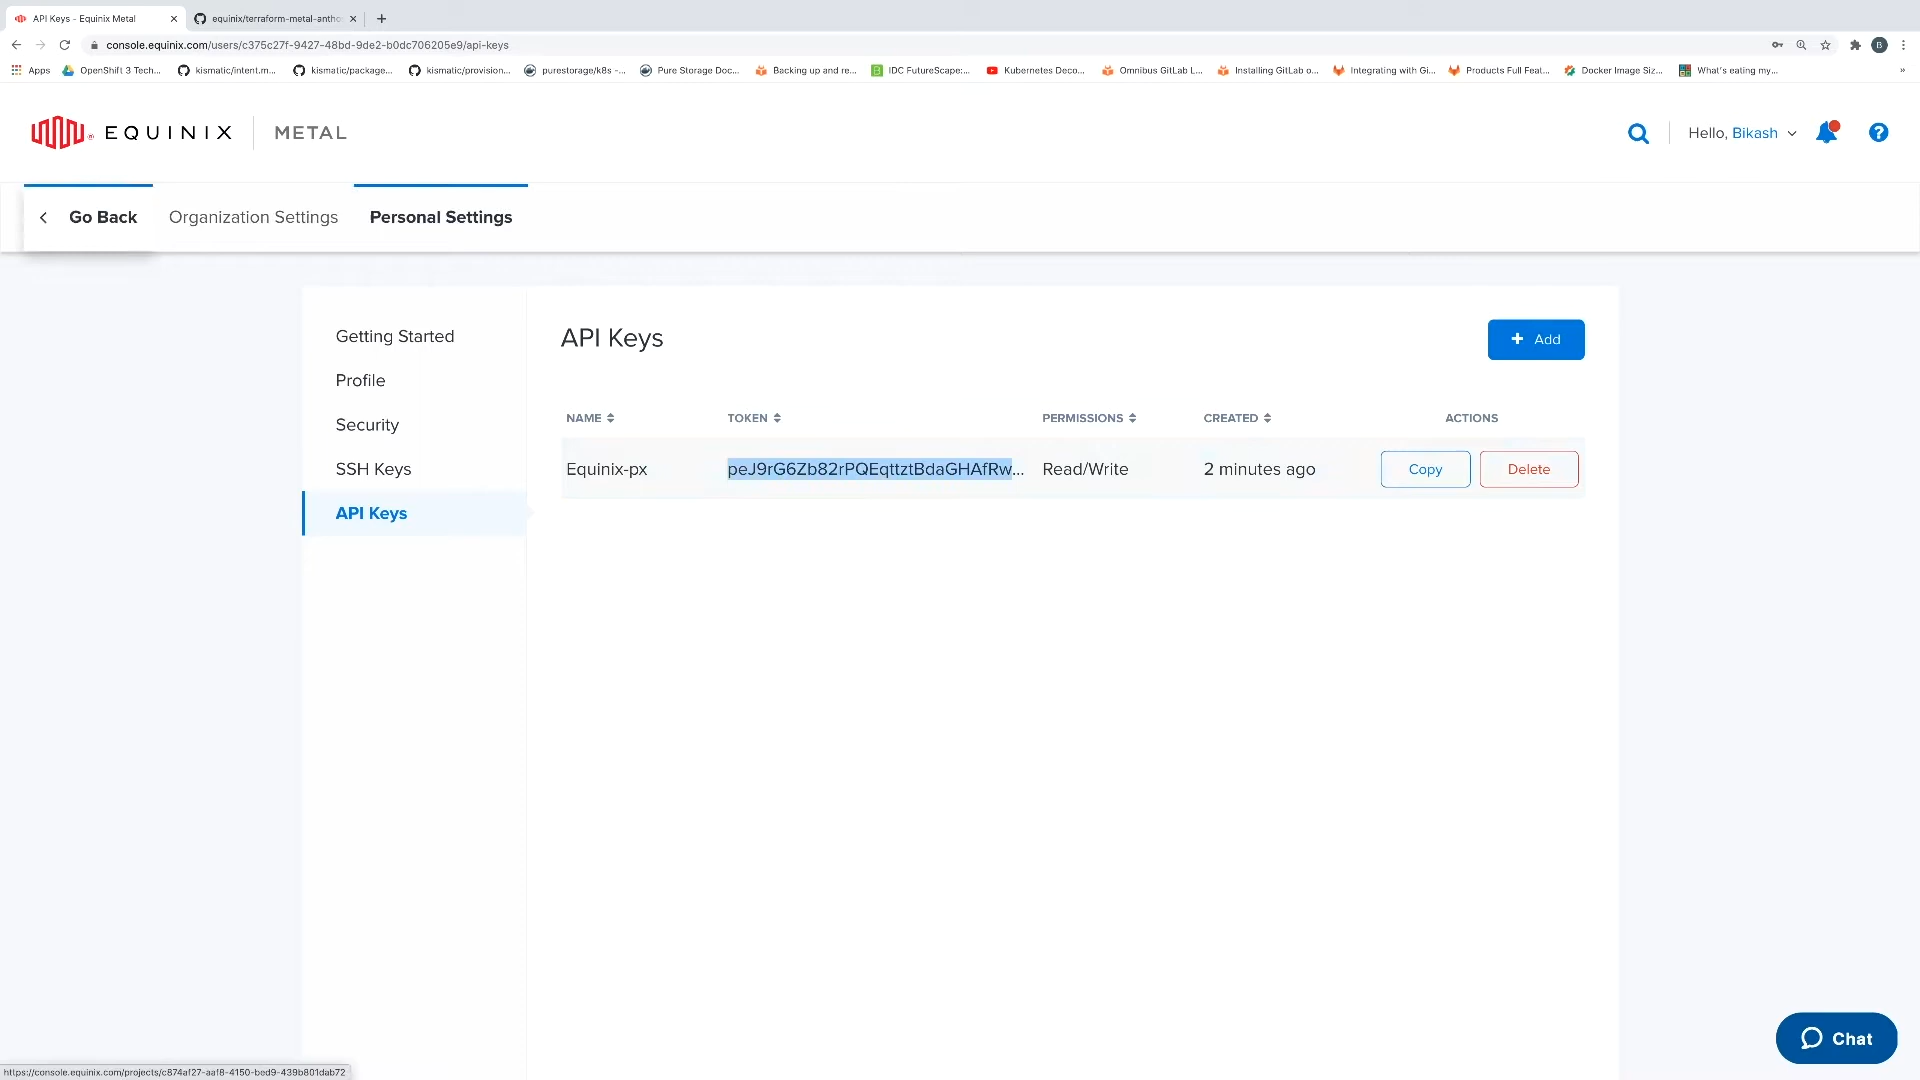 API Keys - Equinix Metal
equinix/terraform-metal-antho
console.equinix.com/users/c375c27f-9427-48bd-9de2-b0dc706205e9/api-keys
B
Apps
OpenShift 3 Tech...
kismatic/intent.m...
kismatic/package...
kismatic/provision...
purestorage/k8s -...
Pure Storage Doc...
Backing up and re...
IDC FutureScape:...
Kubernetes Deco...
Omnibus GitLab L...
Installing GitLab o...
Integrating with Gi...
Products Full Feat...
Docker Image Siz...
What's eating my...
EQUINIX METAL
Hello, Bikash
Go Back
Organization Settings
Personal Settings
Getting Started
Profile
Security
SSH Keys
API Keys
API Keys
+ Add
NAME TOKEN PERMISSIONS CREATED ACTIONS
Equinix-px peJ9rG6Zb82rPQEqttztBdaGHAfRw... Read/Write 2 minutes ago Copy Delete
Chat
https://console.equinix.com/projects/c874af27-aaf8-4150-bed9-439b801dab72